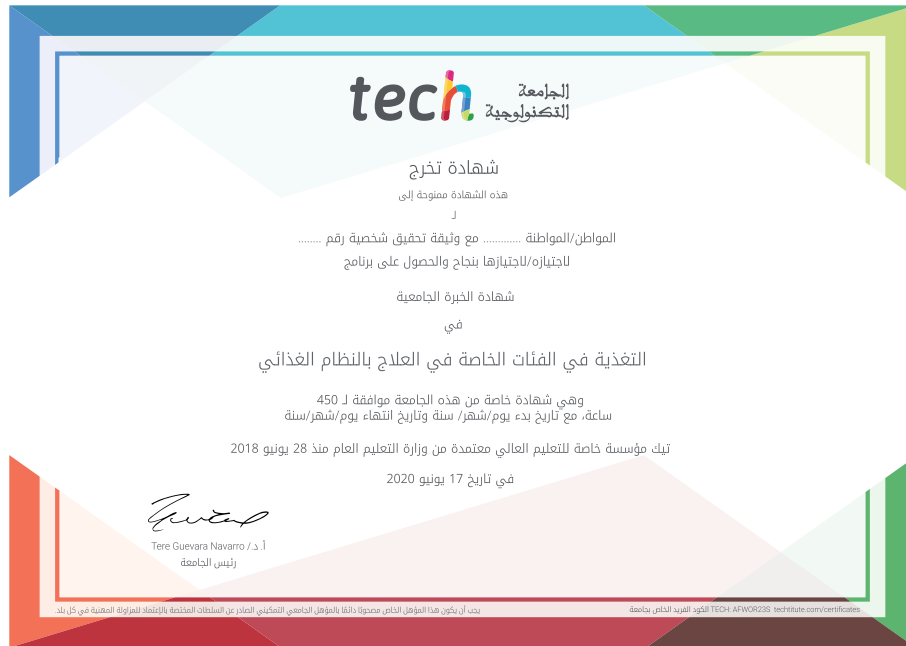 tech الجامعة
التكنولوجية
شهادة تخرج
هذه الشهادة ممنوحة إلى
لـ
المواطن/المواطنة ............. مع وثيقة تحقيق شخصية رقم ........
لاجتيازه/لاجتيازها بنجاح والحصول على برنامج
شهادة الخبرة الجامعية
في
التغذية في الفئات الخاصة في العلاج بالنظام الغذائي
وهي شهادة خاصة من هذه الجامعة موافقة لـ 450
ساعة، مع تاريخ بدء يوم/شهر/ سنة وتاريخ انتهاء يوم/شهر/سنة
تيك مؤسسة خاصة للتعليم العالي معتمدة من وزارة التعليم العام منذ 28 يونيو 2018
في تاريخ 17 يونيو 2020
أ.د./ Tere Guevara Navarro
رئيس الجامعة
يجب أن يكون هذا المؤهل الخاص مصحوبًا دائمًا بالمؤهل الجامعي التمكيني الصادر عن السلطات المختصة بالإعتماد للمزاولة المهنية في كل بلد.
الكود الفريد الخاص بجامعة TECH: AFWOR23S techtitute.com/certificates